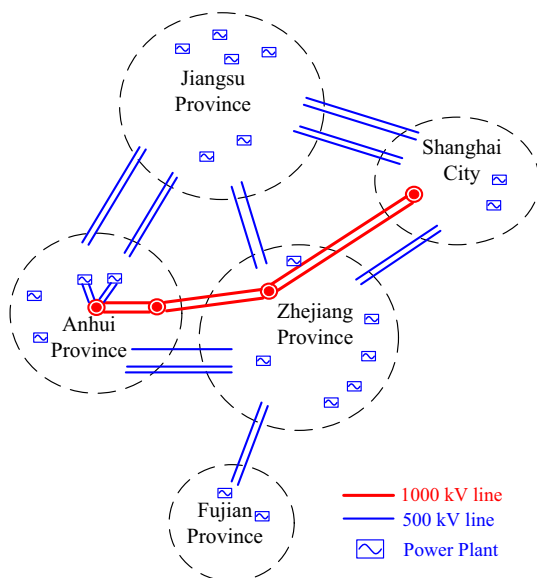 Jiangsu
Province
Shanghai
City
Anhui
Province
Zhejiang
Province
Fujian
Province
1000 kV line
500 kV line
Power Plant